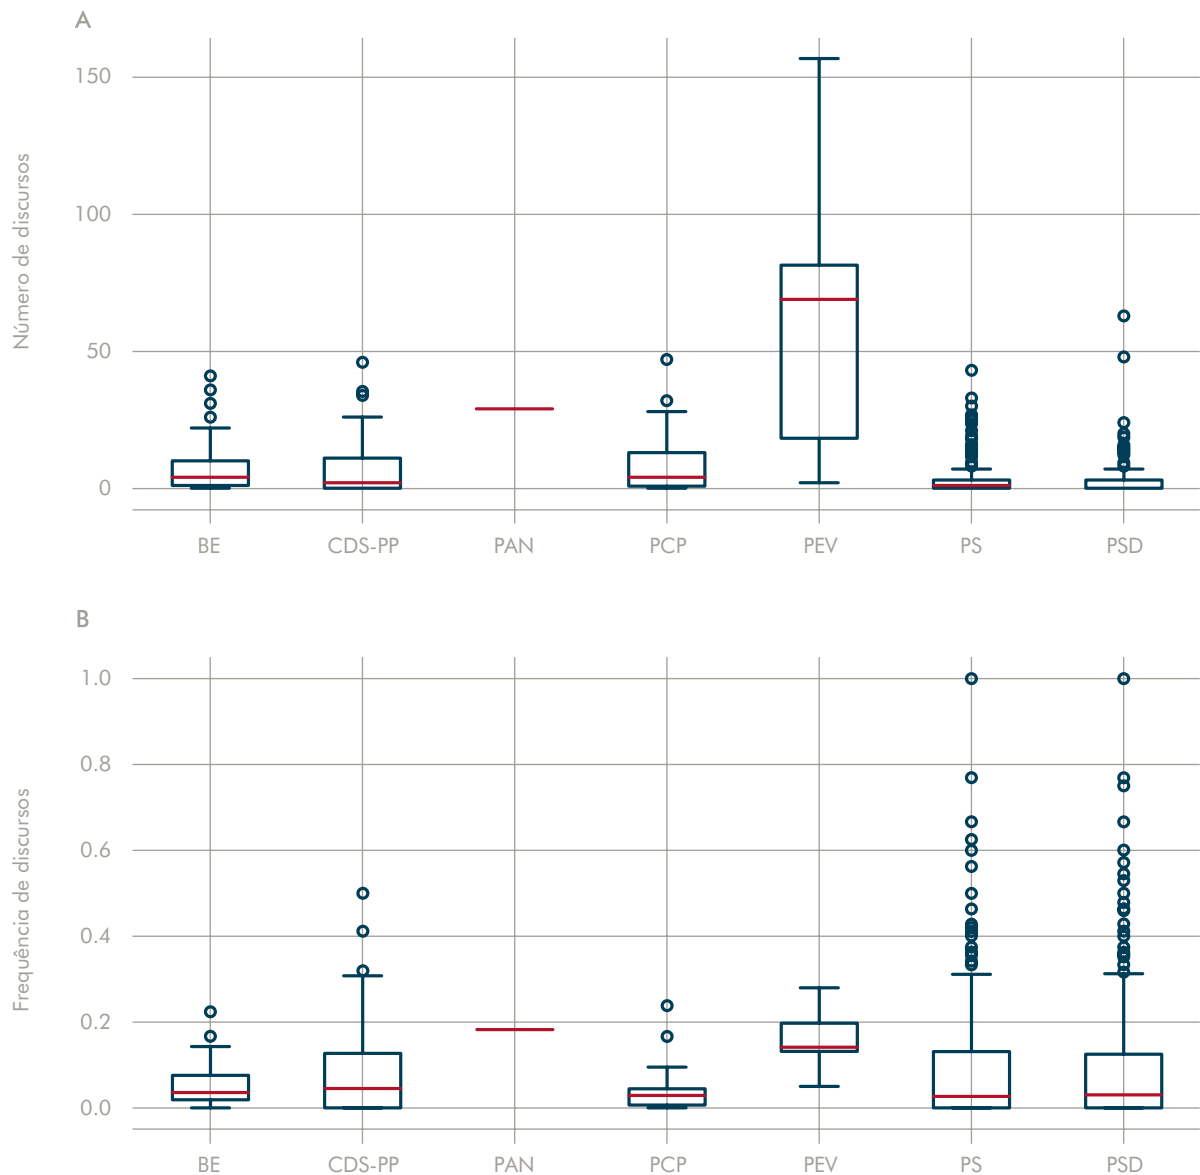 A
Número de discursos
150
100
50
0
BE CDS-PP PAN PCP PEV PS PSD
B
Frequência de discursos
1.0
0.8
0.6
0.4
0.2
0.0
BE CDS-PP PAN PCP PEV PS PSD